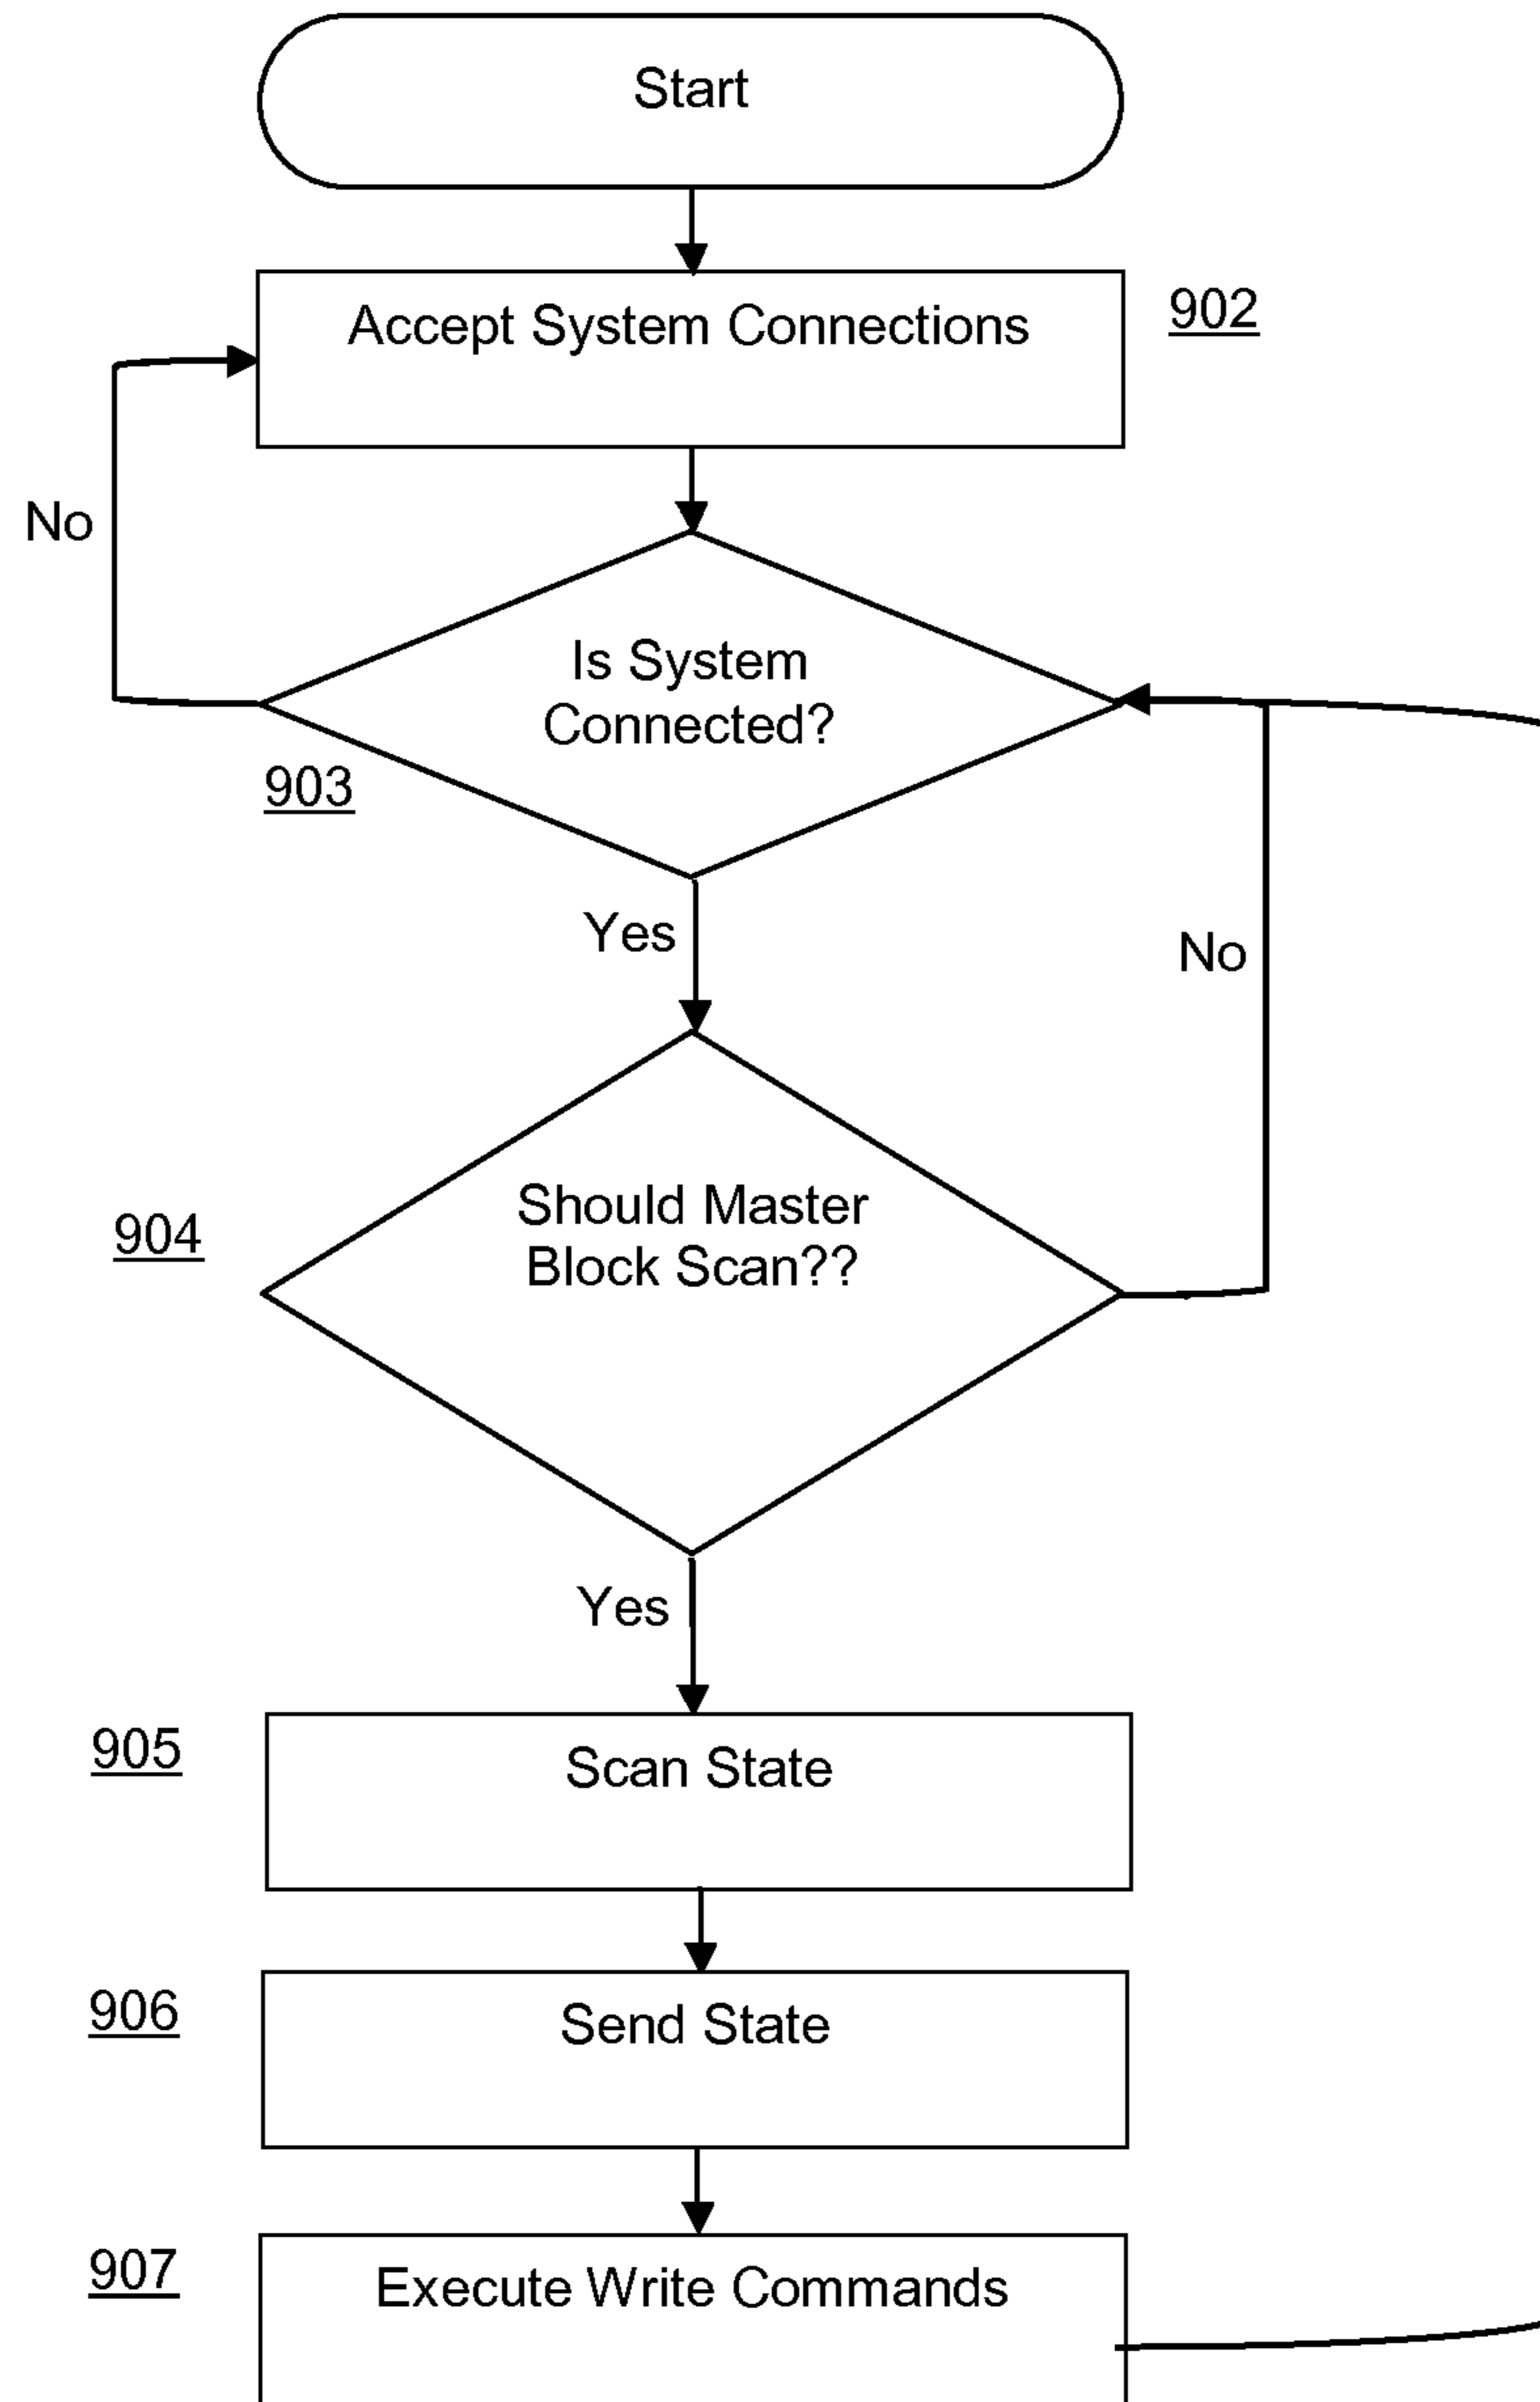 Start
Accept System Connections
902
No
Is System
Connected?
903
Yes
No
Should Master
Block Scan??
904
Yes
905
Scan State
906
Send State
907
Execute Write Commands